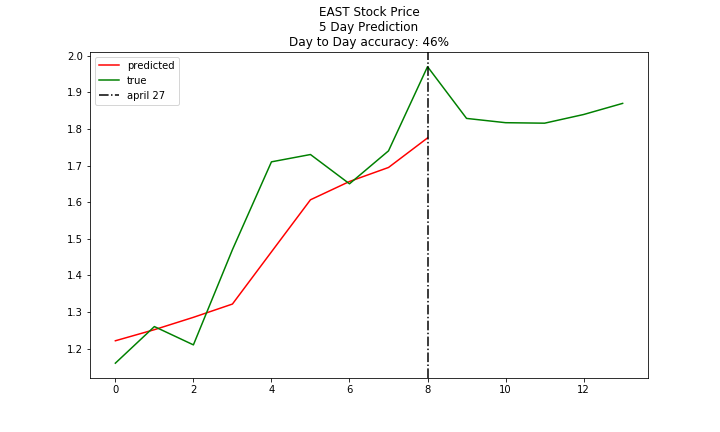 EAST Stock Price
5 Day Prediction
Day to Day accuracy: 46%
predicted
true
april 27
2.0
1.9
1.8
1.7
1.6
1.5
1.4
1.3
1.2
0 2 4 6 8 10 12